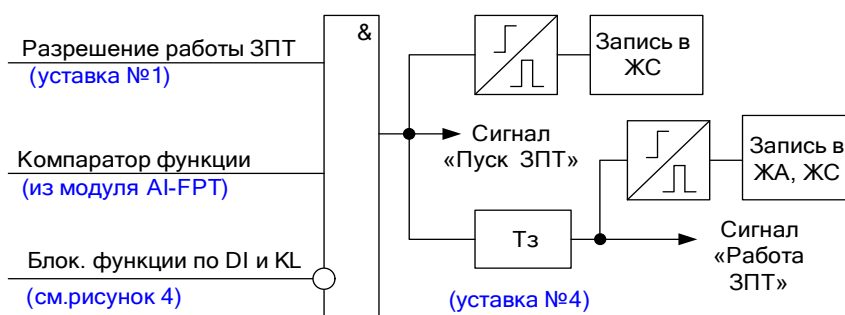 Разрешение работы ЗПТ
(уставка №1)
Компаратор функции
(из модуля AI-FPT)
Блок. функции по DI и KL
(см.рисунок 4)
&
Запись в
ЖС
Сигнал
«Пуск ЗПТ»
Тз
(уставка №4)
Запись в
ЖА, ЖС
Сигнал
«Работа
ЗПТ»